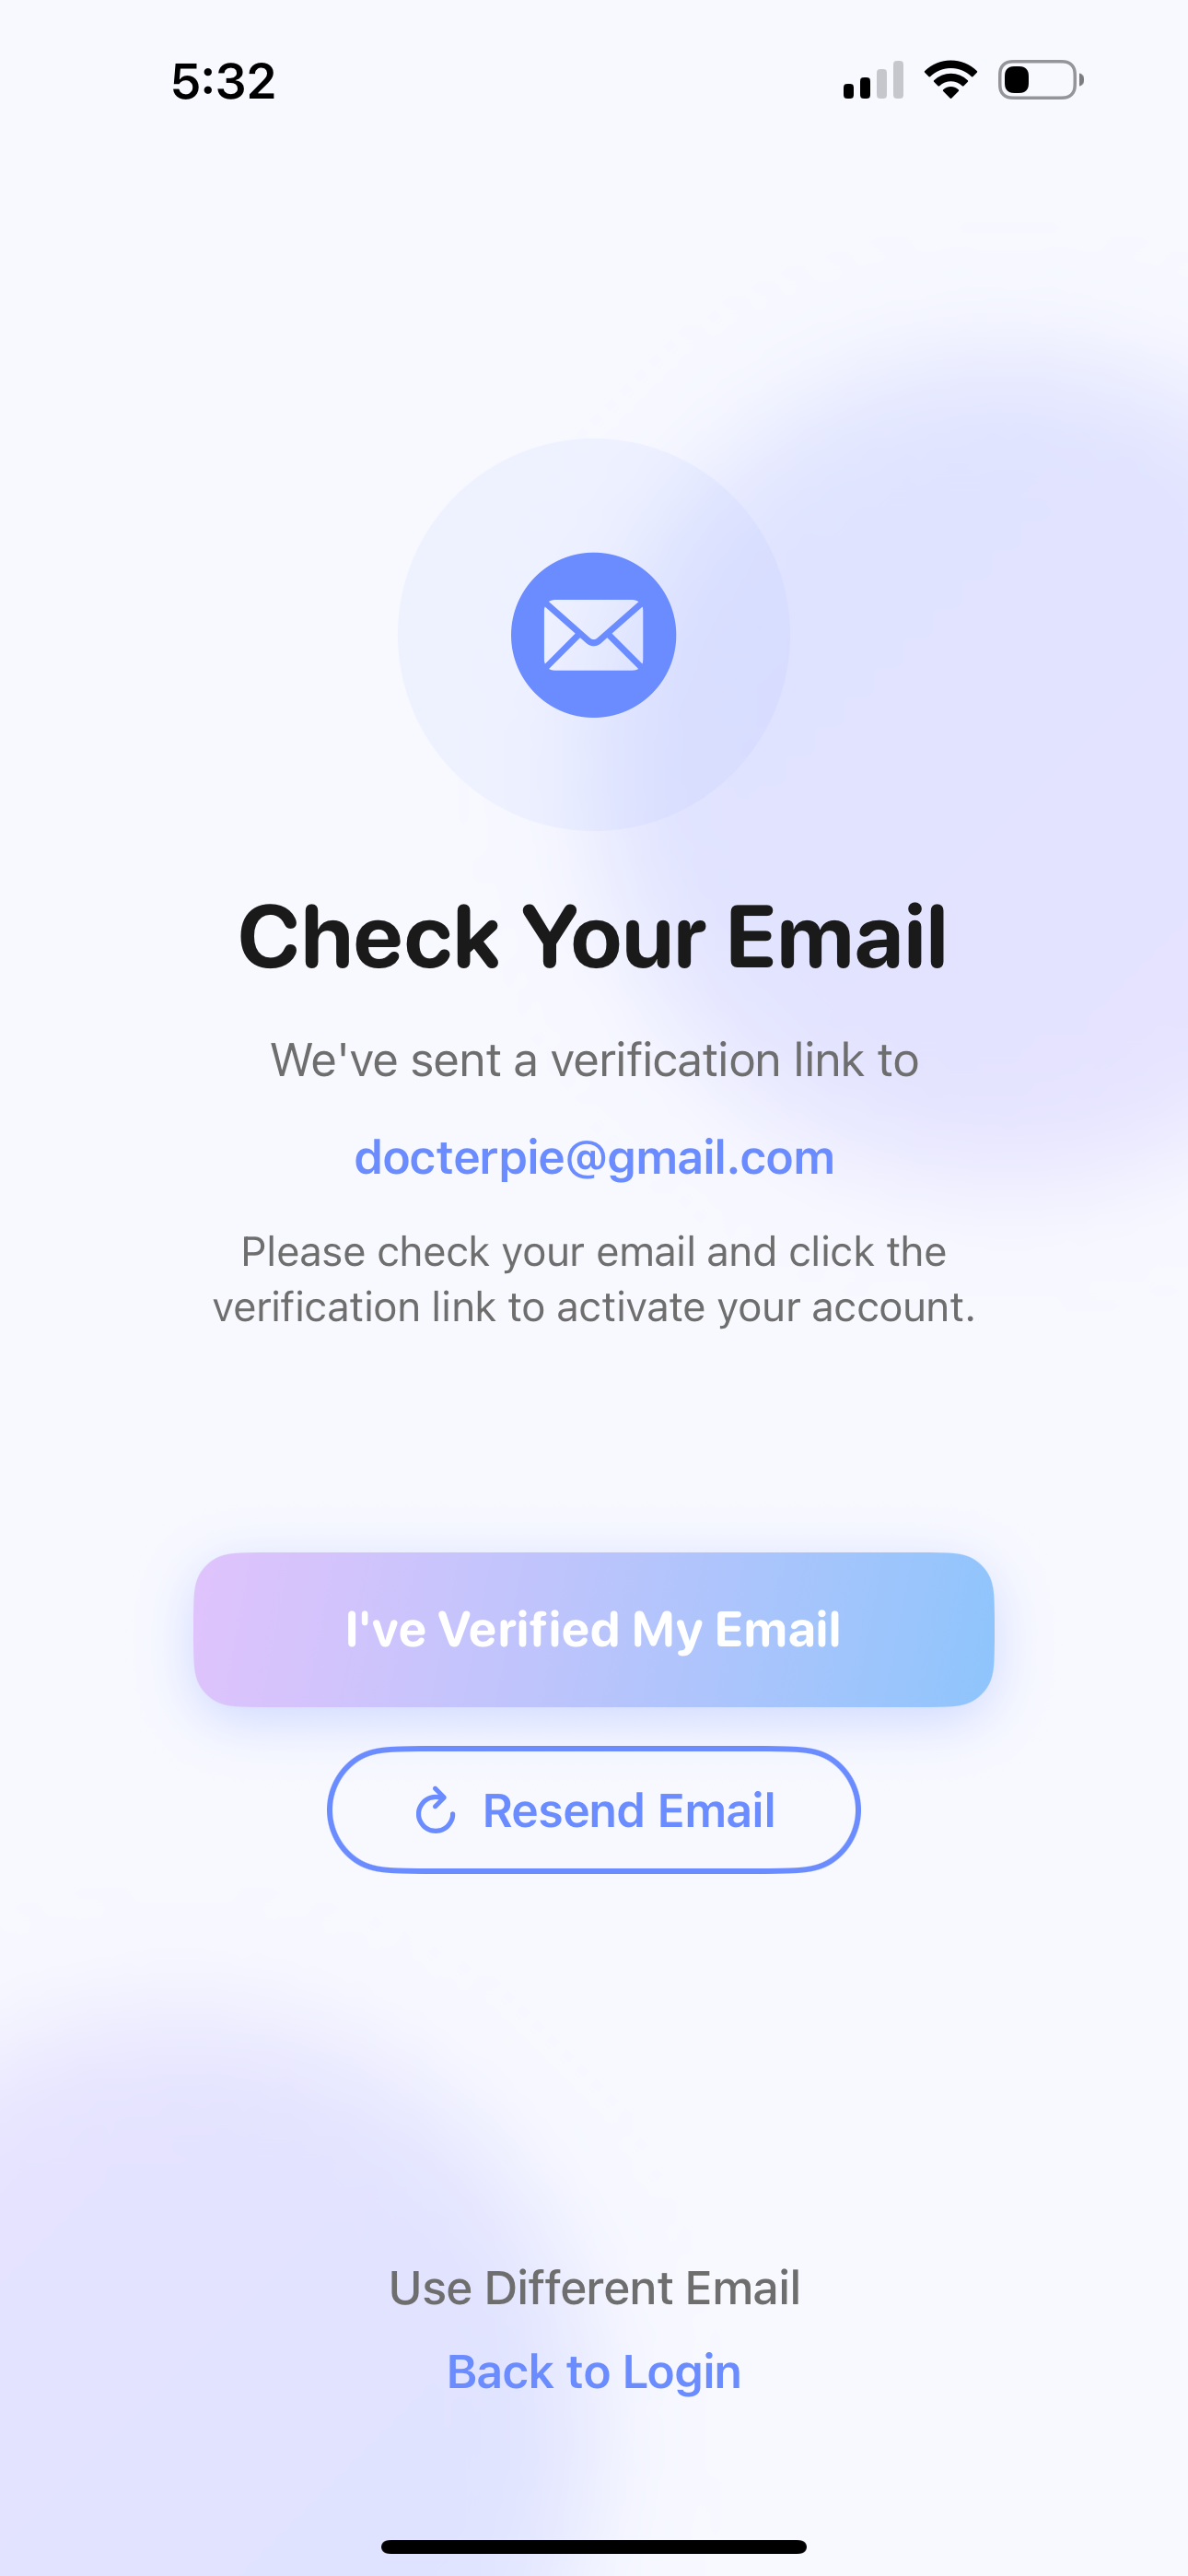 5:32
Check Your Email
We've sent a verification link to
docterpie@gmail.com
Please check your email and click the
verification link to activate your account.
I've Verified My Email
Resend Email
Use Different Email
Back to Login